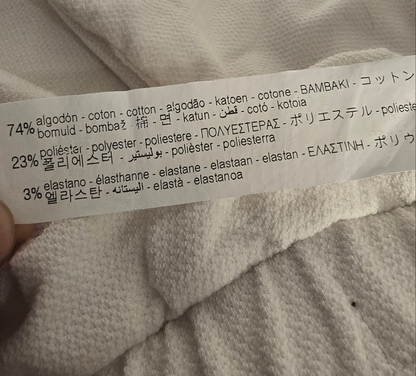 74% algodón - coton - cotton - algodão - katoen - cotone - ΒΑΜΒΑΚΙ - コットン
bomuld - bombaž - 棉 - 면 - katun - قطن - cotó - kotoia
23% poliéster - polyester - poliestere - ΠΟΛΥΕΣΤΕΡΑΣ - ポリエステル - polieste
폴리에스터 - بوليستير - polièster - poliesterra
3% elastano - élasthanne - elastane - elastaan - elastan - ΕΛΑΣΤΙΝΗ - ポリウ
엘라스탄 - اليستانه - elastà - elastanoa